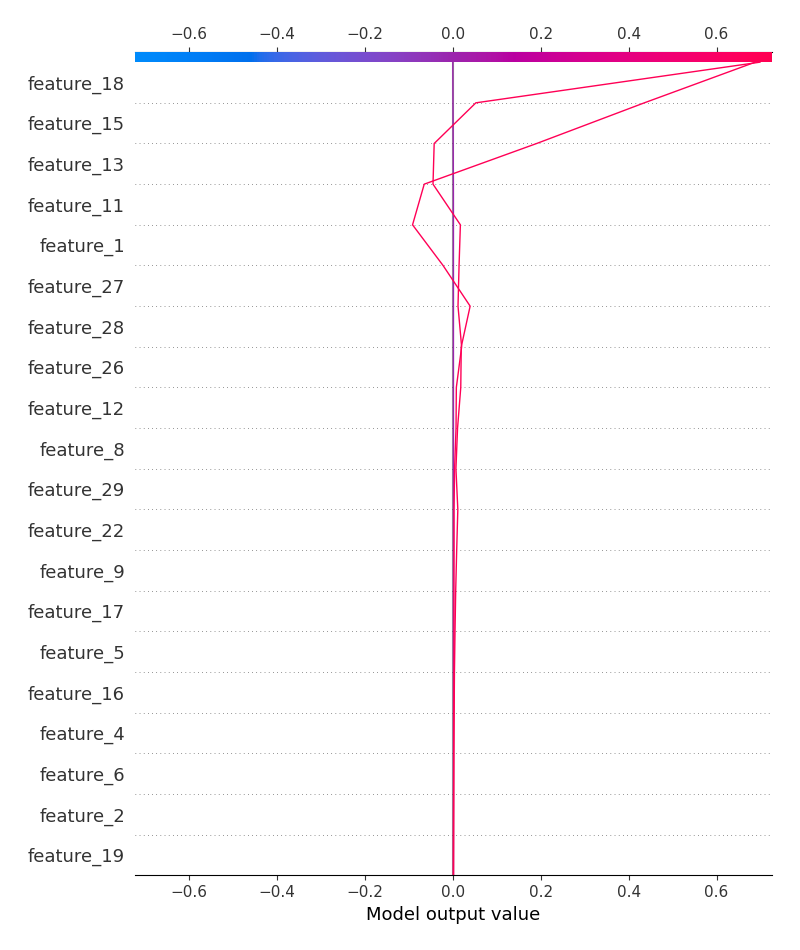 −0.6 −0.4 −0.2 0.0 0.2 0.4 0.6
feature_18
feature_15
feature_13
feature_11
feature_1
feature_27
feature_28
feature_26
feature_12
feature_8
feature_29
feature_22
feature_9
feature_17
feature_5
feature_16
feature_4
feature_6
feature_2
feature_19
−0.6 −0.4 −0.2 0.0 0.2 0.4 0.6
Model output value